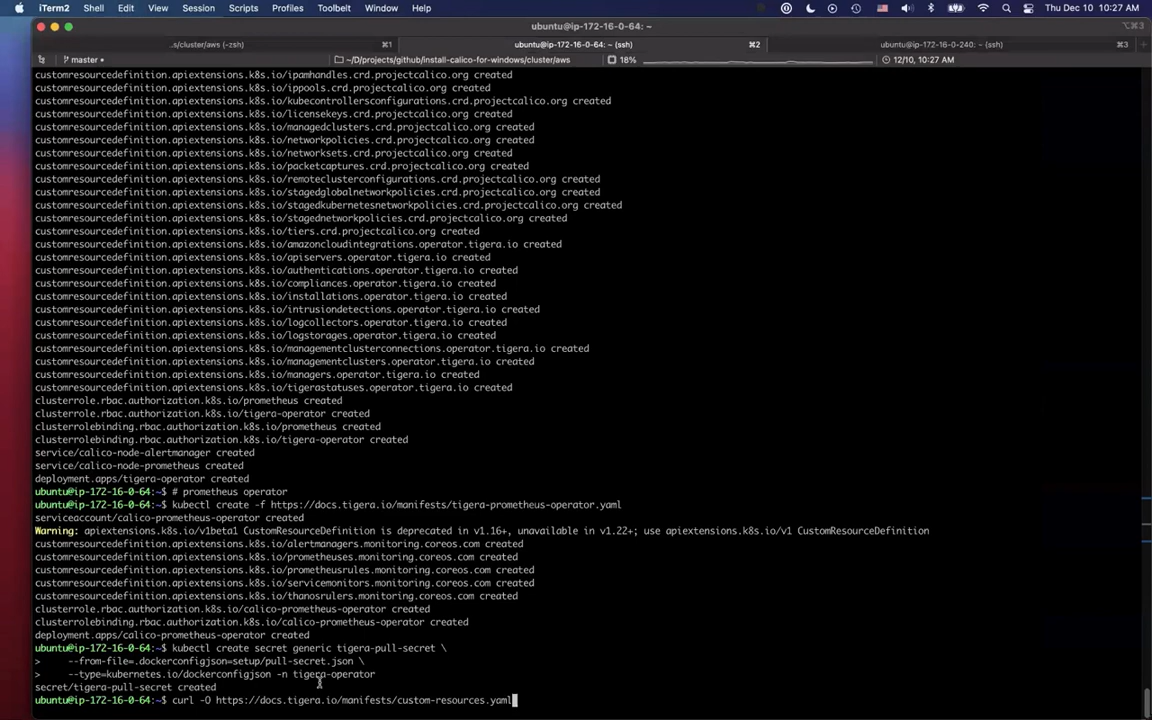 iTerm2 Shell Edit View Session Scripts Profiles Toolbelt Window Help Thu Dec 10 10:27 AM
ubuntu@ip-172-16-0-64: ~ (ssh) ⌥⌘3
..s/cluster/aws (-zsh) ⌘1 ubuntu@ip-172-16-0-64: ~ (ssh) ⌘2 ubuntu@ip-172-16-0-240: ~ (ssh) ⌘3
master • ~/D/projects/github/install-calico-for-windows/cluster/aws 18% 12/10, 10:27 AM
customresourcedefinition.apiextensions.k8s.io/ipamhandles.crd.projectcalico.org created
customresourcedefinition.apiextensions.k8s.io/ippools.crd.projectcalico.org created
customresourcedefinition.apiextensions.k8s.io/kubecontrollersconfigurations.crd.projectcalico.org created
customresourcedefinition.apiextensions.k8s.io/licensekeys.crd.projectcalico.org created
customresourcedefinition.apiextensions.k8s.io/managedclusters.crd.projectcalico.org created
customresourcedefinition.apiextensions.k8s.io/networkpolicies.crd.projectcalico.org created
customresourcedefinition.apiextensions.k8s.io/networksets.crd.projectcalico.org created
customresourcedefinition.apiextensions.k8s.io/packetcaptures.crd.projectcalico.org created
customresourcedefinition.apiextensions.k8s.io/remoteclusterconfigurations.crd.projectcalico.org created
customresourcedefinition.apiextensions.k8s.io/stagedglobalnetworkpolicies.crd.projectcalico.org created
customresourcedefinition.apiextensions.k8s.io/stagedkubernetesnetworkpolicies.crd.projectcalico.org created
customresourcedefinition.apiextensions.k8s.io/stagednetworkpolicies.crd.projectcalico.org created
customresourcedefinition.apiextensions.k8s.io/tiers.crd.projectcalico.org created
customresourcedefinition.apiextensions.k8s.io/amazoncloudintegrations.operator.tigera.io created
customresourcedefinition.apiextensions.k8s.io/apiservers.operator.tigera.io created
customresourcedefinition.apiextensions.k8s.io/authentications.operator.tigera.io created
customresourcedefinition.apiextensions.k8s.io/compliances.operator.tigera.io created
customresourcedefinition.apiextensions.k8s.io/installations.operator.tigera.io created
customresourcedefinition.apiextensions.k8s.io/intrusiondetections.operator.tigera.io created
customresourcedefinition.apiextensions.k8s.io/logcollectors.operator.tigera.io created
customresourcedefinition.apiextensions.k8s.io/logstorages.operator.tigera.io created
customresourcedefinition.apiextensions.k8s.io/managementclusterconnections.operator.tigera.io created
customresourcedefinition.apiextensions.k8s.io/managementclusters.operator.tigera.io created
customresourcedefinition.apiextensions.k8s.io/managers.operator.tigera.io created
customresourcedefinition.apiextensions.k8s.io/tigerastatuses.operator.tigera.io created
clusterrole.rbac.authorization.k8s.io/prometheus created
clusterrole.rbac.authorization.k8s.io/tigera-operator created
clusterrolebinding.rbac.authorization.k8s.io/prometheus created
clusterrolebinding.rbac.authorization.k8s.io/tigera-operator created
service/calico-node-alertmanager created
service/calico-node-prometheus created
deployment.apps/tigera-operator created
ubuntu@ip-172-16-0-64:~$ # prometheus operator
ubuntu@ip-172-16-0-64:~$ kubectl create -f https://docs.tigera.io/manifests/tigera-prometheus-operator.yaml
serviceaccount/calico-prometheus-operator created
Warning: apiextensions.k8s.io/v1beta1 CustomResourceDefinition is deprecated in v1.16+, unavailable in v1.22+; use apiextensions.k8s.io/v1 CustomResourceDefinition
customresourcedefinition.apiextensions.k8s.io/alertmanagers.monitoring.coreos.com created
customresourcedefinition.apiextensions.k8s.io/prometheuses.monitoring.coreos.com created
customresourcedefinition.apiextensions.k8s.io/prometheusrules.monitoring.coreos.com created
customresourcedefinition.apiextensions.k8s.io/servicemonitors.monitoring.coreos.com created
customresourcedefinition.apiextensions.k8s.io/thanosrulers.monitoring.coreos.com created
clusterrole.rbac.authorization.k8s.io/calico-prometheus-operator created
clusterrolebinding.rbac.authorization.k8s.io/calico-prometheus-operator created
deployment.apps/calico-prometheus-operator created
ubuntu@ip-172-16-0-64:~$ kubectl create secret generic tigera-pull-secret \
> --from-file=.dockerconfigjson=setup/pull-secret.json \
> --type=kubernetes.io/dockerconfigjson -n tigera-operator
secret/tigera-pull-secret created
ubuntu@ip-172-16-0-64:~$ curl -O https://docs.tigera.io/manifests/custom-resources.yaml